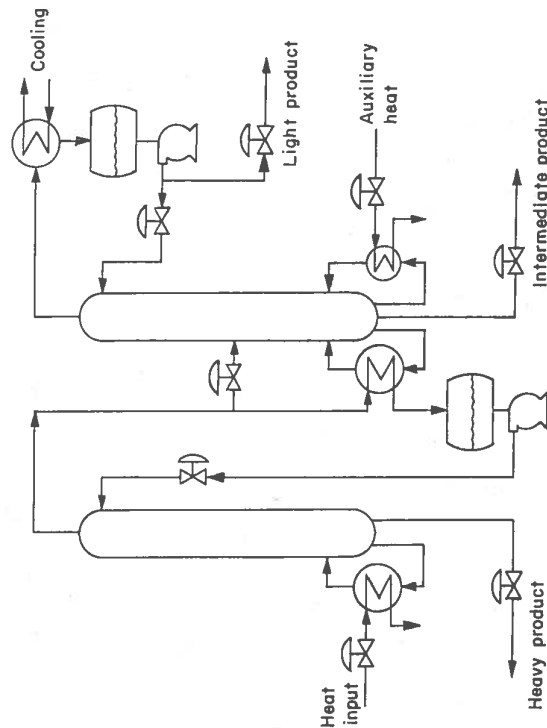 Cooling
Light product
Auxiliary
heat
Intermediate product
Heat
input
Heavy product